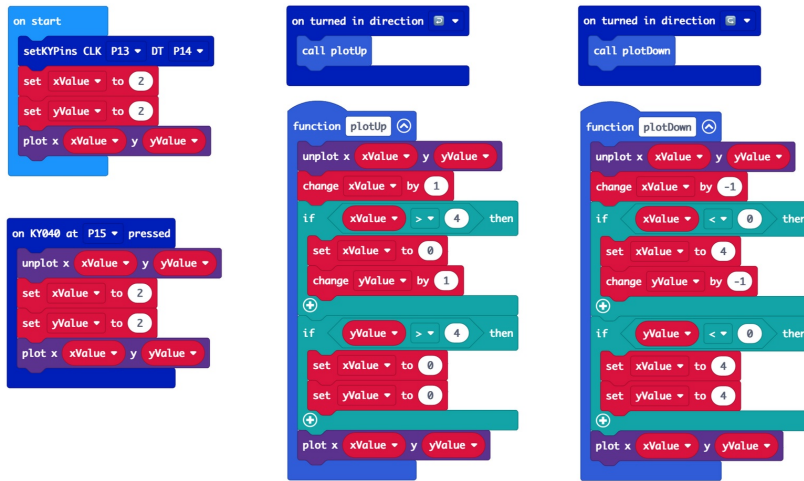 on start
setKYPins CLK P13 DT P14
set xValue to 2
set yValue to 2
plot x xValue y yValue
on KY040 at P15 pressed
unplot x xValue y yValue
set xValue to 2
set yValue to 2
plot x xValue y yValue
on turned in direction
call plotUp
function plotUp
unplot x xValue y yValue
change xValue by 1
if xValue > 4 then
set xValue to 0
change yValue by 1
if yValue > 4 then
set xValue to 0
set yValue to 0
plot x xValue y yValue
on turned in direction
call plotDown
function plotDown
unplot x xValue y yValue
change xValue by -1
if xValue < 0 then
set xValue to 4
change yValue by -1
if yValue < 0 then
set xValue to 4
set yValue to 4
plot x xValue y yValue